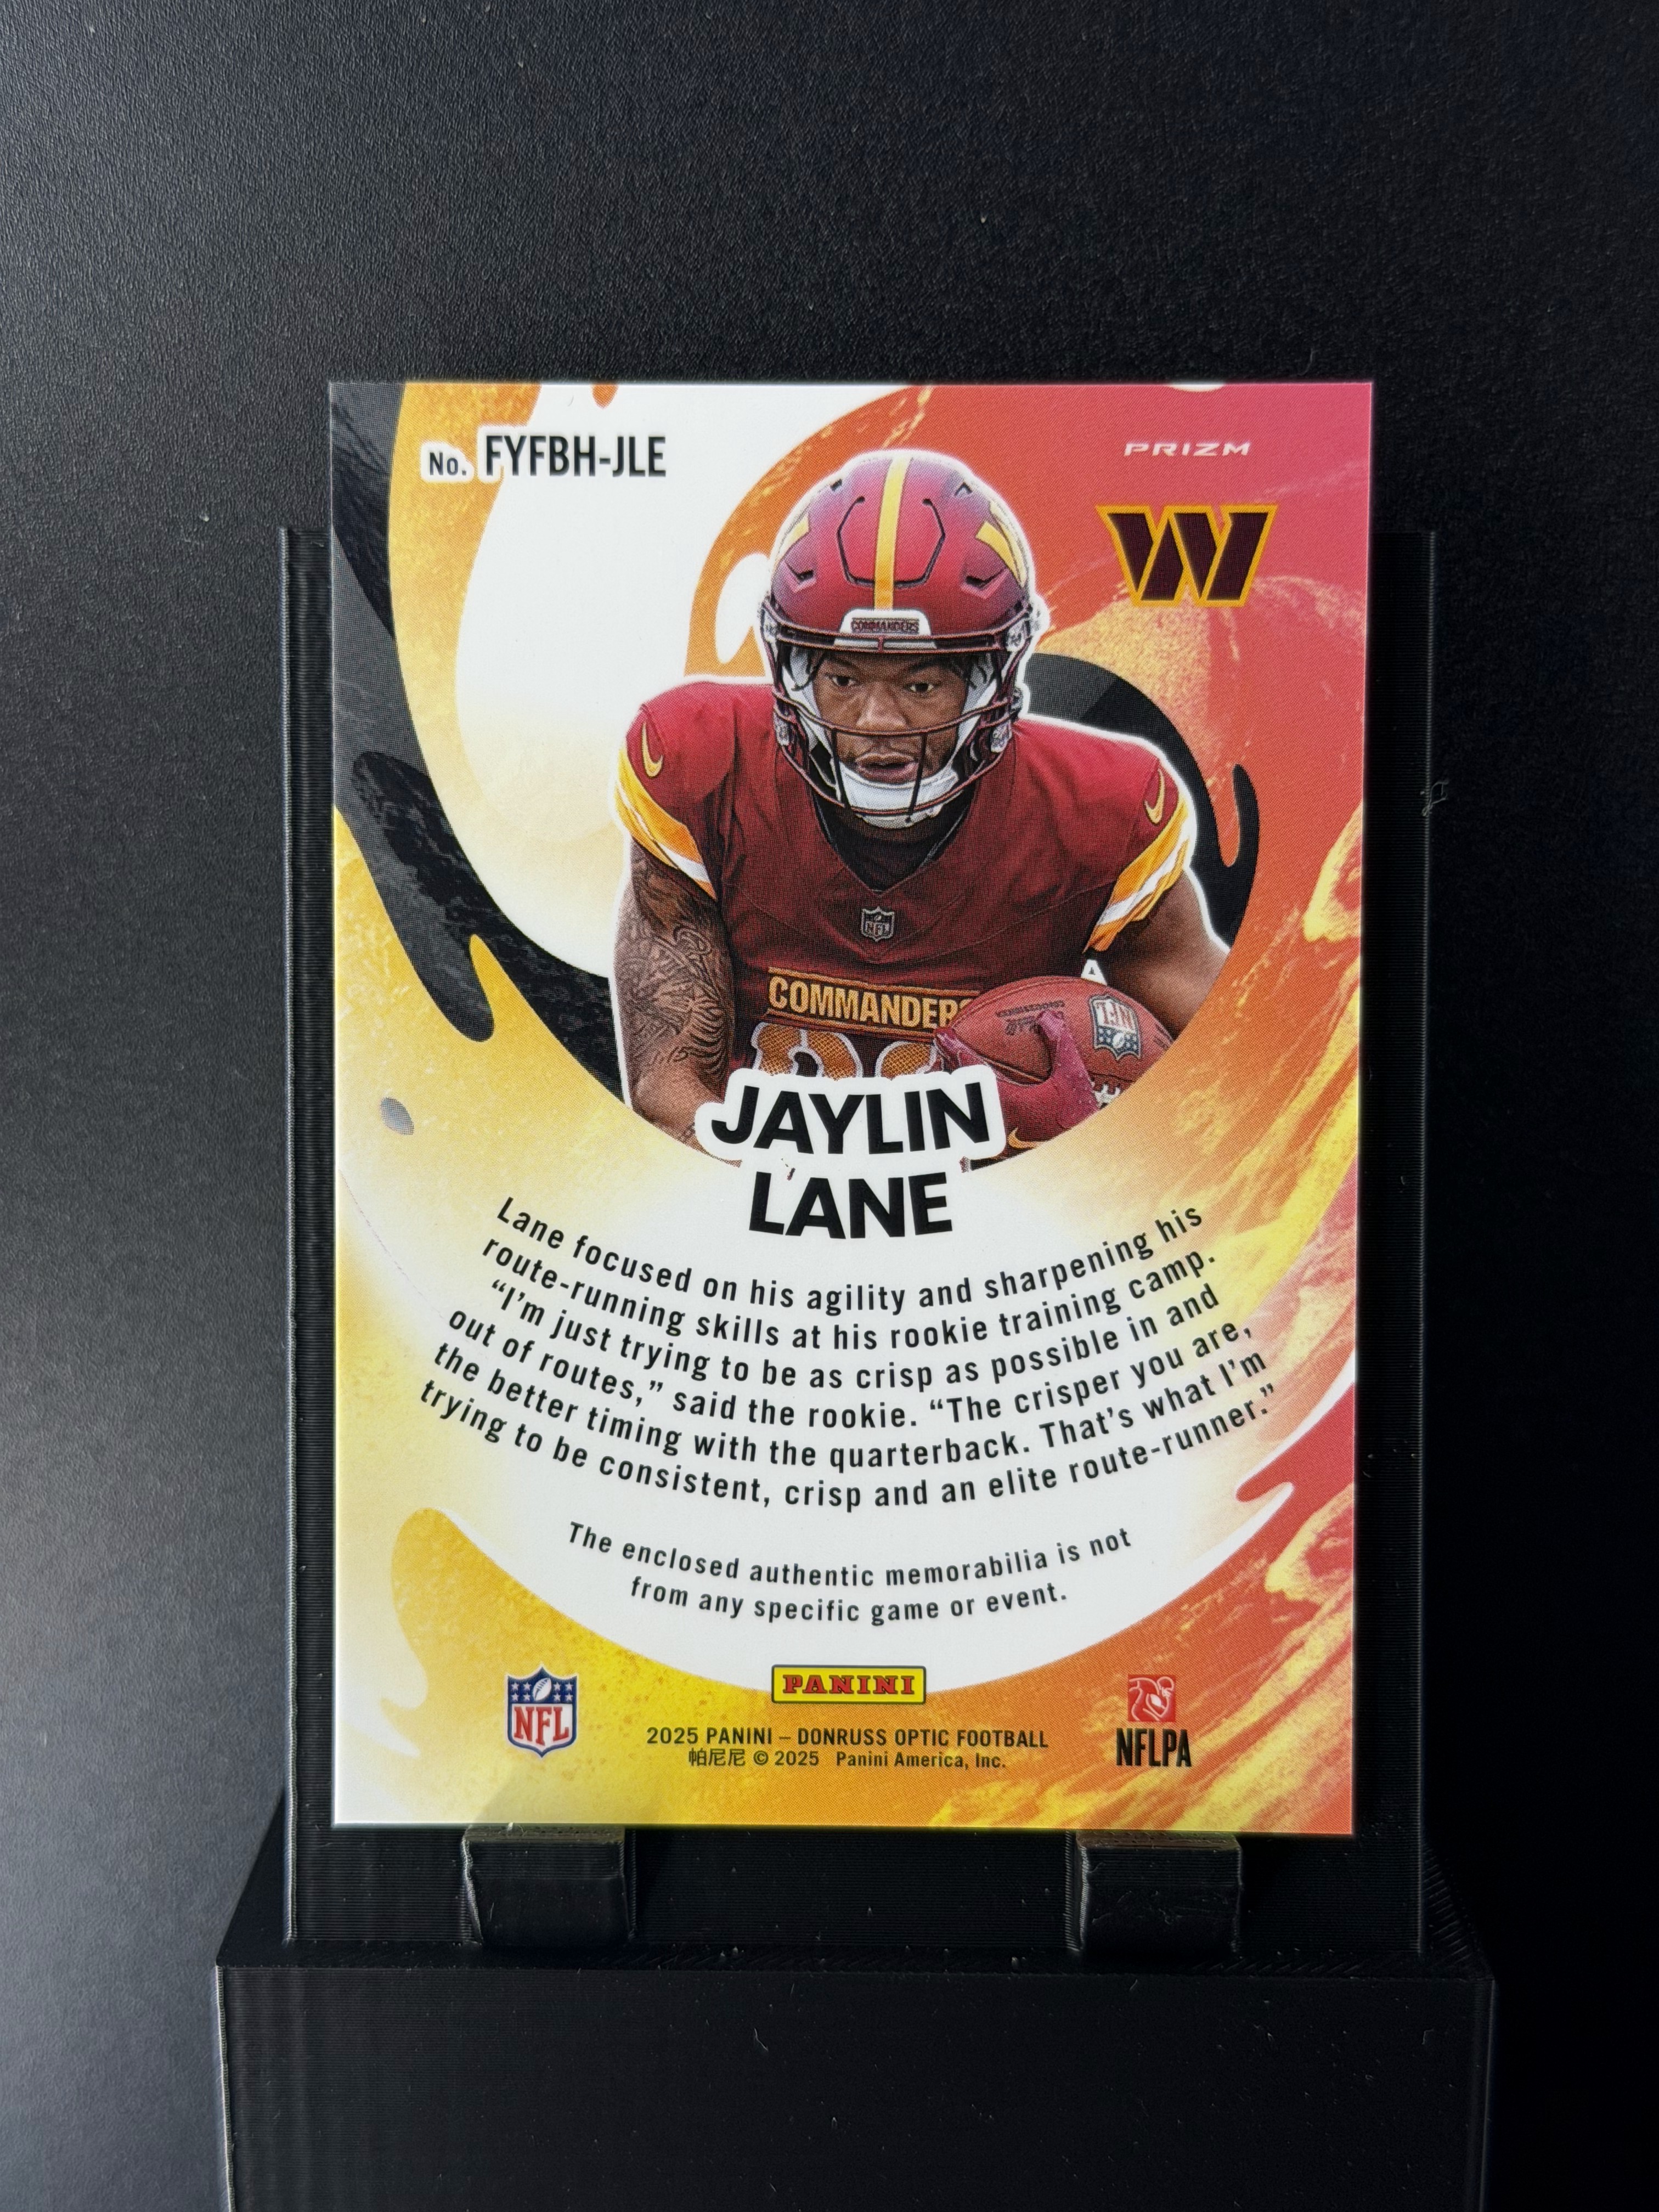 No. FYFBH-JLE
PRIZM
W
COMMANDERS
NFL
COMMANDERS
NFL
JAYLIN
LANE
Lane focused on his agility and sharpening his
route-running skills at his rookie training camp.
“I’m just trying to be as crisp as possible in and
out of routes,” said the rookie. “The crisper you are,
the better timing with the quarterback. That’s what I’m
trying to be consistent, crisp and an elite route-runner.”
The enclosed authentic memorabilia is not
from any specific game or event.
PANINI
NFL
2025 PANINI – DONRUSS OPTIC FOOTBALL
帕尼尼 © 2025 Panini America, Inc.
NFLPA